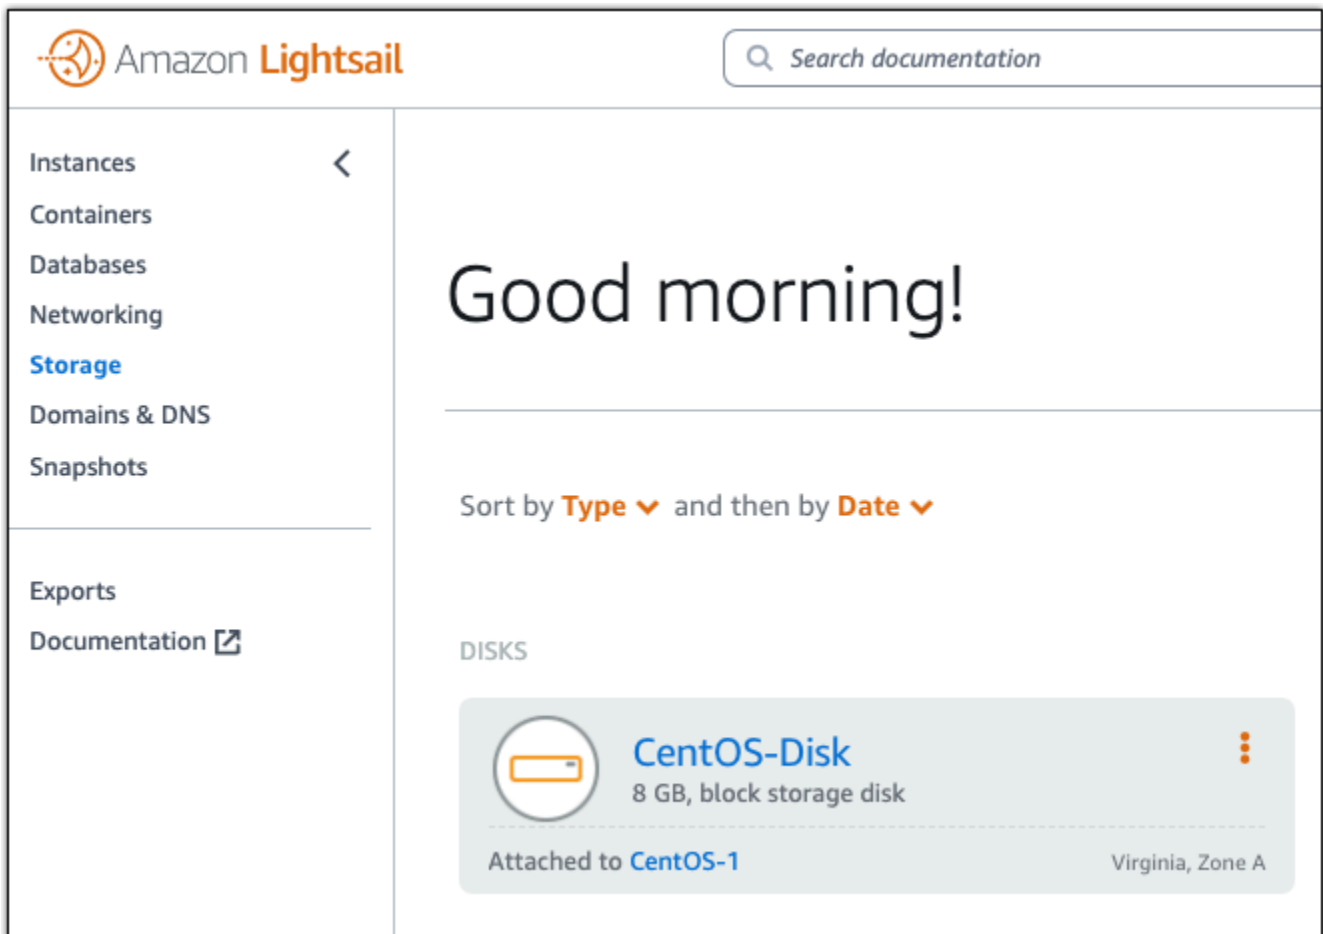 Amazon Lightsail
Search documentation
Instances
Containers
Databases
Networking
Storage
Domains & DNS
Snapshots
Exports
Documentation
Good morning!
Sort by Type and then by Date
DISKS
CentOS-Disk
8 GB, block storage disk
Attached to CentOS-1
Virginia, Zone A